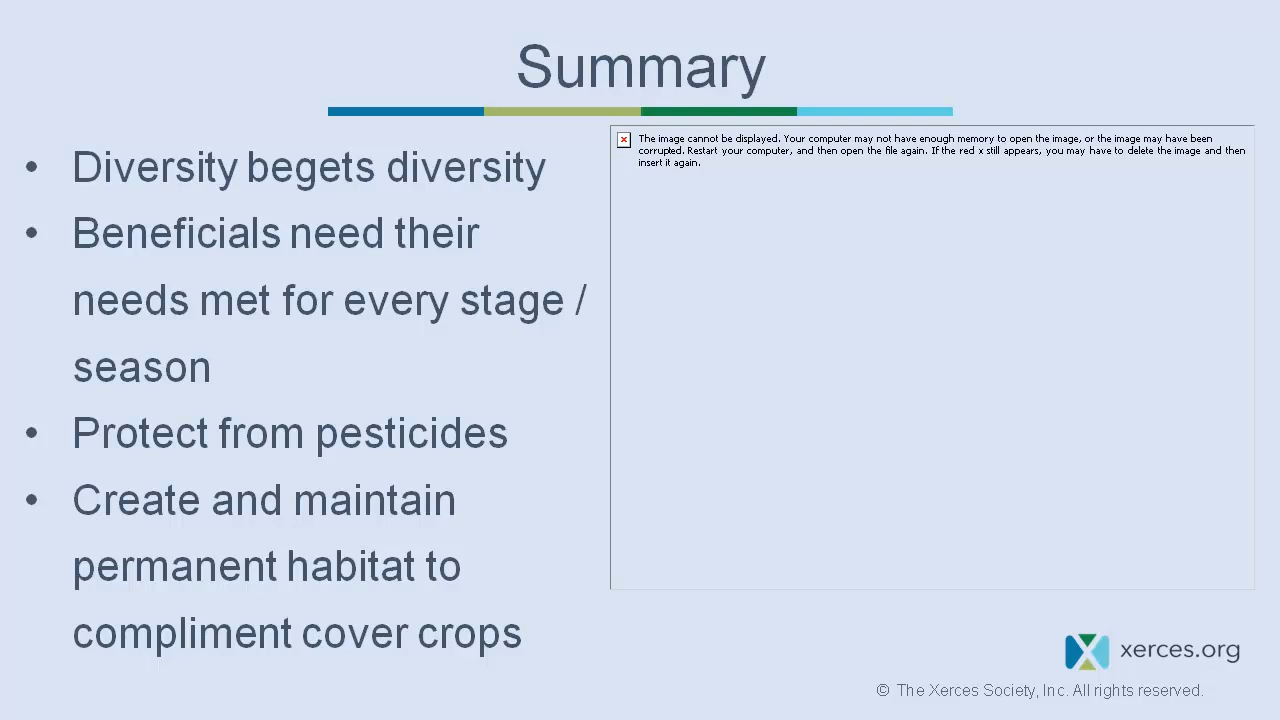 Summary
• Diversity begets diversity
• Beneficials need their
needs met for every stage /
season
• Protect from pesticides
• Create and maintain
permanent habitat to
compliment cover crops
The image cannot be displayed. Your computer may not have enough memory to open the image, or the image may have been
corrupted. Restart your computer, and then open the file again. If the red x still appears, you may have to delete the image and then
insert it again.
xerces.org
© The Xerces Society, Inc. All rights reserved.